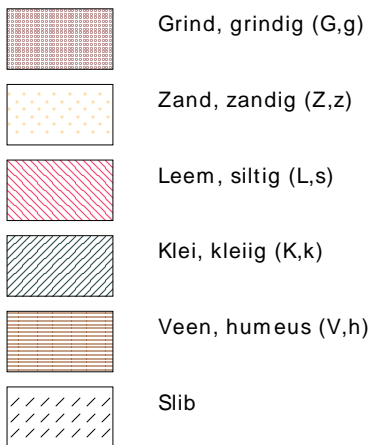 Grind, grindig (G,g)
Zand, zandig (Z,z)
Leem, siltig (L,s)
Klei, kleiig (K,k)
Veen, humeus (V,h)
Slib